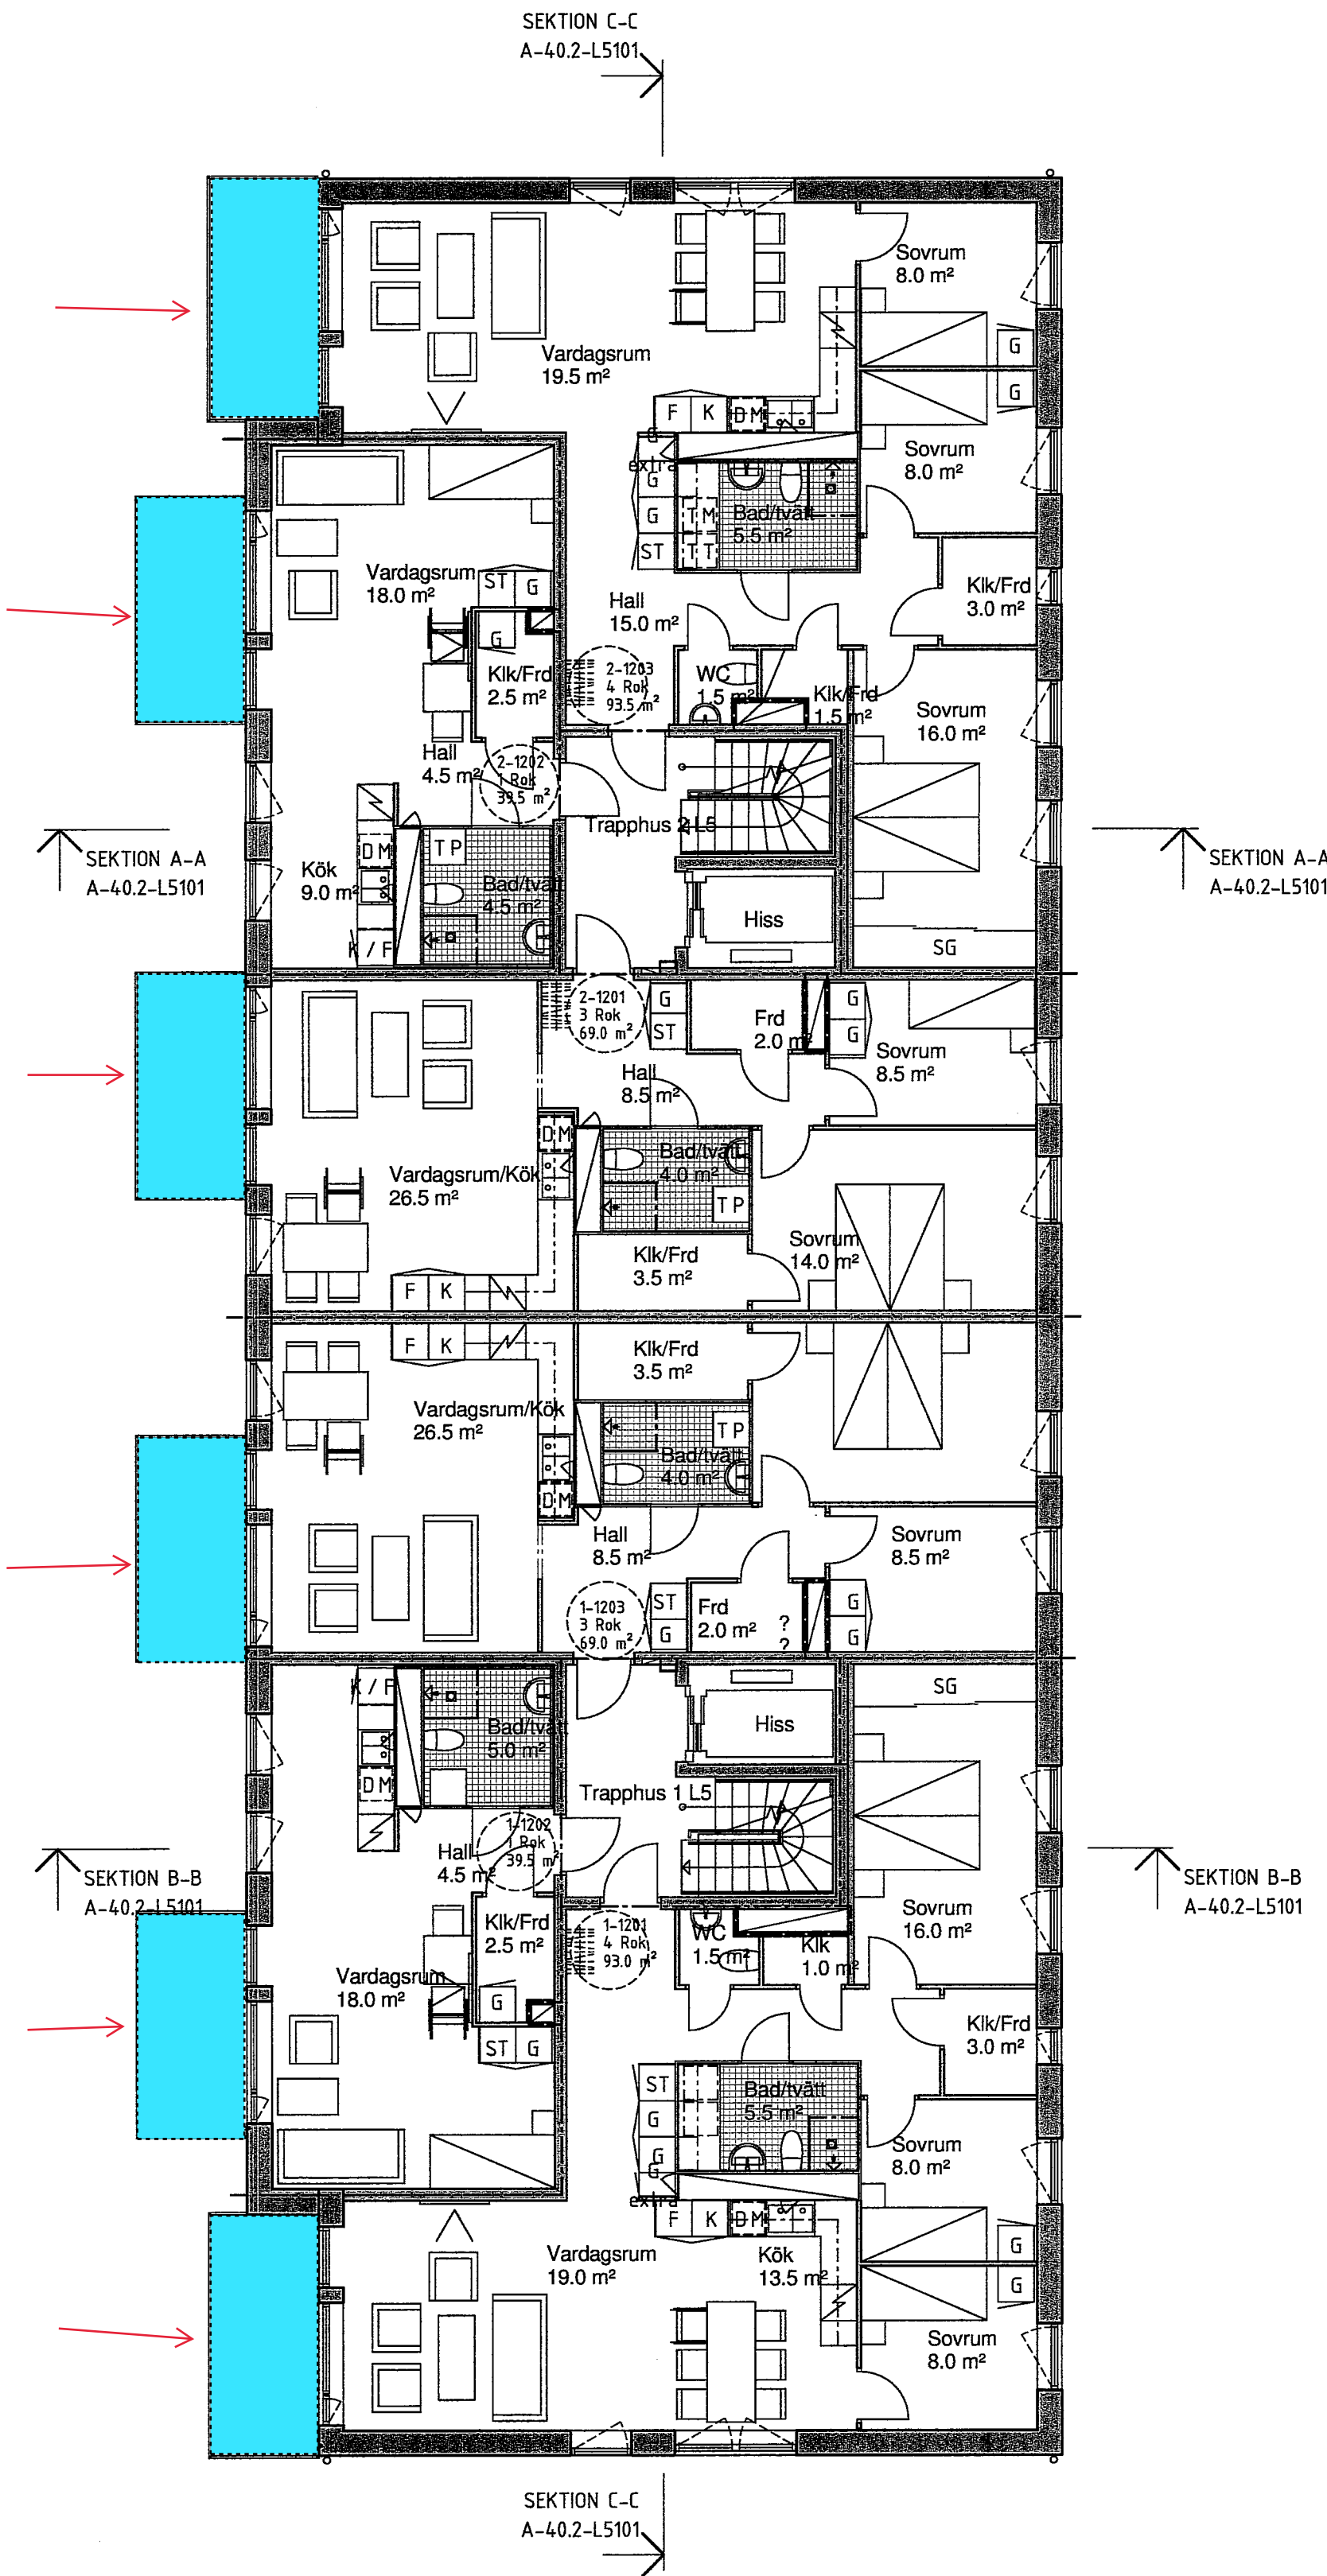 SEKTION C-C
A-40.2-L5101
Sovrum
8.0 m²
G
Vardagsrum
19.5 m²
F K DM
G
G
extra
G
Sovrum
8.0 m²
G
TM
Bad/tvätt
5.5 m²
ST
TT
Vardagsrum
18.0 m²
ST G
Klk/Frd
3.0 m²
Hall
15.0 m²
G
Klk/Frd
2.5 m²
2-1203
4 Rok
93.5 m²
WC
1.5 m²
Klk/Frd
1.5 m²
Sovrum
16.0 m²
Hall
4.5 m²
2-1202
1 Rok
39.5 m²
Trapphus 2 L5
SEKTION A-A
A-40.2-L5101
SEKTION A-A
A-40.2-L5101
DM
TP
Kök
9.0 m²
Bad/tvätt
4.5 m²
K / F
Hiss
SG
2-1201
3 Rok
69.0 m²
G
ST
Frd
2.0 m²
G
G
Sovrum
8.5 m²
Hall
8.5 m²
DM
Bad/tvätt
4.0 m²
TP
Vardagsrum/Kök
26.5 m²
Sovrum
14.0 m²
Klk/Frd
3.5 m²
F K
F K
Klk/Frd
3.5 m²
Vardagsrum/Kök
26.5 m²
TP
Bad/tvätt
4.0 m²
DM
Hall
8.5 m²
Sovrum
8.5 m²
1-1203
3 Rok
69.0 m²
ST
G
Frd
2.0 m²
?
?
G
G
K / F
Bad/tvätt
5.0 m²
DM
Hiss
SG
Trapphus 1 L5
Hall
4.5 m²
1-1202
1 Rok
39.5 m²
SEKTION B-B
A-40.2-L5101
SEKTION B-B
A-40.2-L5101
Klk/Frd
2.5 m²
1-1201
4 Rok
93.0 m²
WC
1.5 m²
Klk
1.0 m²
Sovrum
16.0 m²
Vardagsrum
18.0 m²
G
ST G
Klk/Frd
3.0 m²
ST
G
G
G
extra
Bad/tvätt
5.5 m²
Sovrum
8.0 m²
F K DM
G
Vardagsrum
19.0 m²
Kök
13.5 m²
G
Sovrum
8.0 m²
SEKTION C-C
A-40.2-L5101